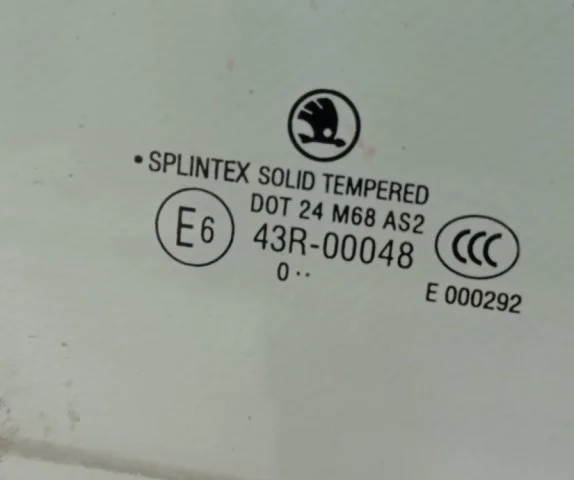 • SPLINTEX SOLID TEMPERED
DOT 24 M68 AS2
E6
43R-00048
CCC
0 ··
E 000292